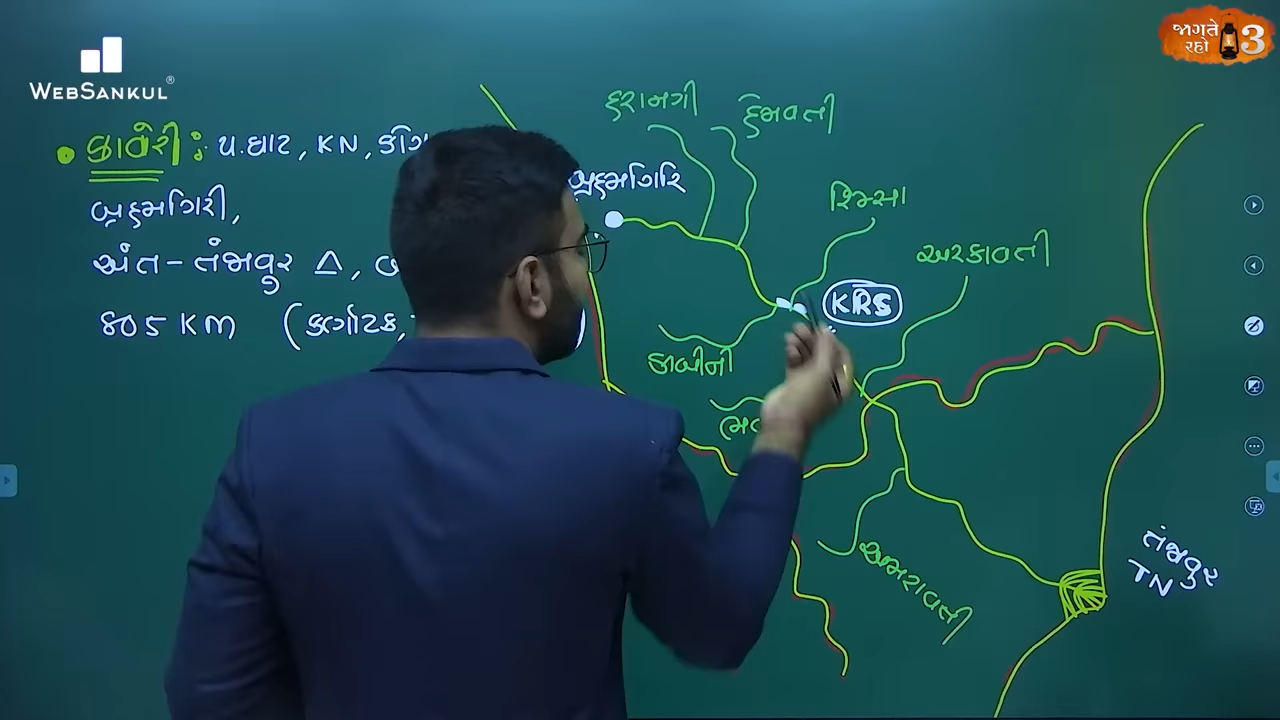 WEBSANKUL®
જાગતે રહો 3
કાવેરી : પ.ઘાટ, KN,
બ્રહ્મગિરી,
અંત - તંજાવુર Δ,
805 KM (કર્ણાટક,
હરાનગી
હેમવતી
બ્રહ્મગિરિ
શિમ્સા
અરકાવતી
KRS
કાબીની
અમરાવતી
તંજાવુર
TN